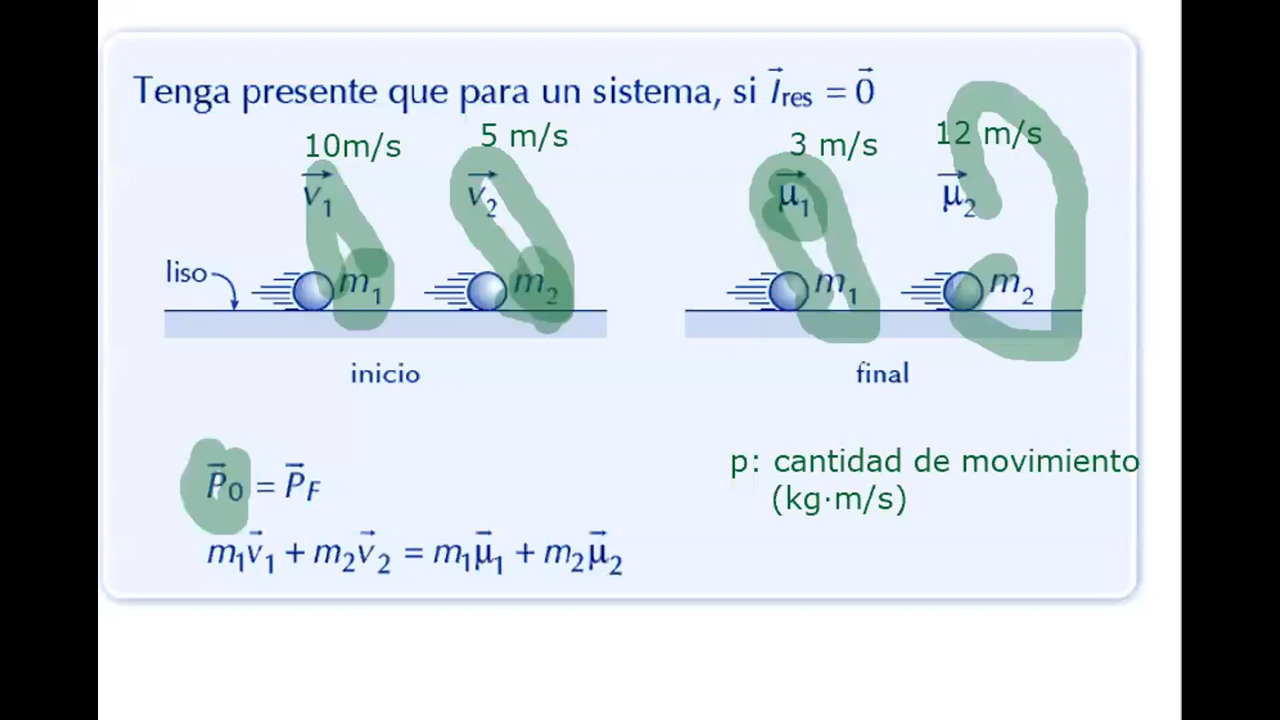 Tenga presente que para un sistema, si I⃗res = 0⃗
10m/s 5 m/s 3 m/s 12 m/s
v⃗1 v⃗2 μ⃗1 μ⃗2
liso m1 m2 m1 m2
inicio final
P⃗0 = P⃗F
p: cantidad de movimiento
(kg·m/s)
m1v⃗1 + m2v⃗2 = m1μ⃗1 + m2μ⃗2